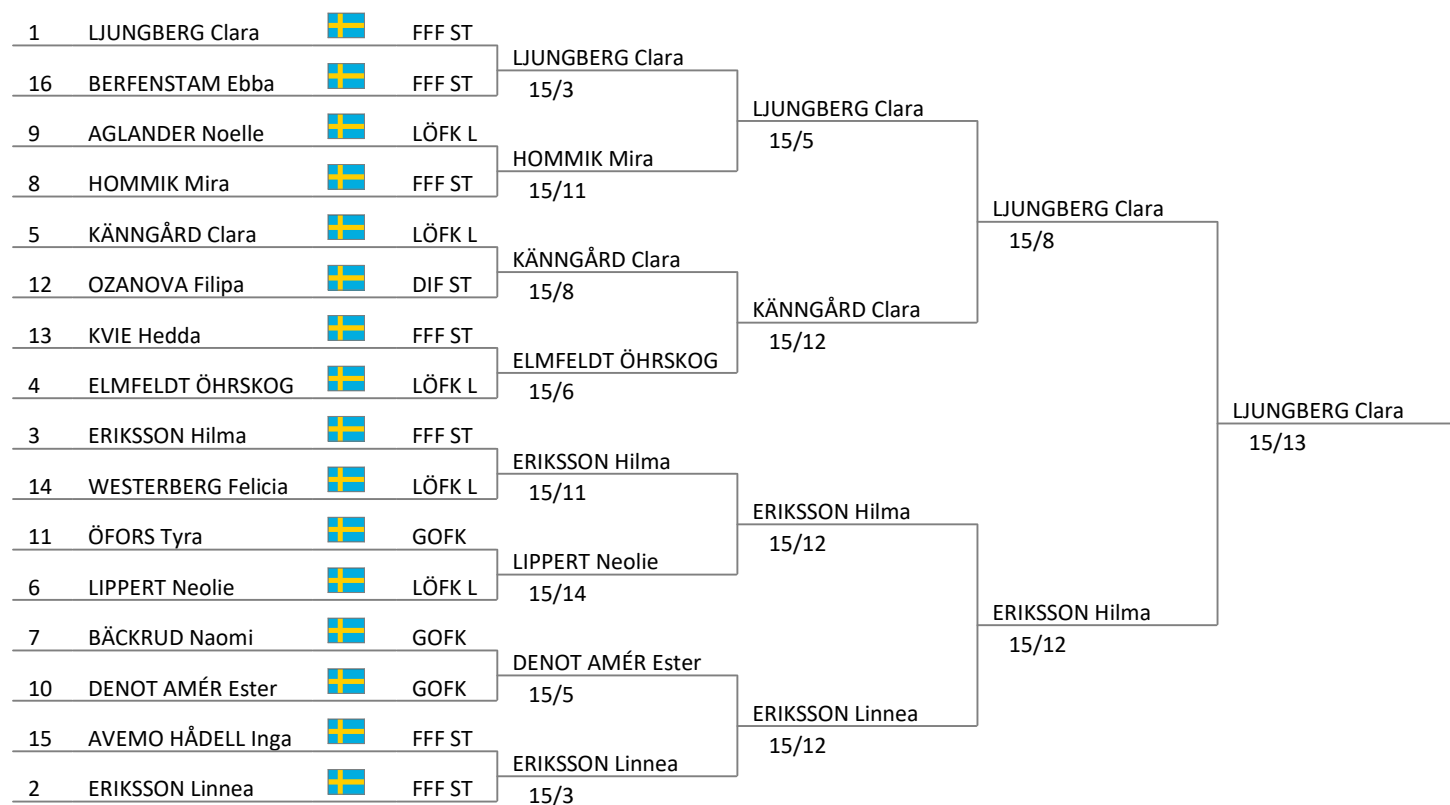 1 LJUNGBERG Clara FFF ST
LJUNGBERG Clara
16 BERFENSTAM Ebba FFF ST
15/3
LJUNGBERG Clara
9 AGLANDER Noelle LÖFK L
15/5
HOMMIK Mira
8 HOMMIK Mira FFF ST
15/11
LJUNGBERG Clara
5 KÄNNGÅRD Clara LÖFK L
15/8
KÄNNGÅRD Clara
12 OZANOVA Filipa DIF ST
15/8
KÄNNGÅRD Clara
13 KVIE Hedda FFF ST
15/12
ELMFELDT ÖHRSKOG
4 ELMFELDT ÖHRSKOG LÖFK L
15/6
LJUNGBERG Clara
3 ERIKSSON Hilma FFF ST
15/13
ERIKSSON Hilma
14 WESTERBERG Felicia LÖFK L
15/11
ERIKSSON Hilma
11 ÖFORS Tyra GOFK
15/12
LIPPERT Neolie
6 LIPPERT Neolie LÖFK L
15/14
ERIKSSON Hilma
7 BÄCKRUD Naomi GOFK
15/12
DENOT AMÉR Ester
10 DENOT AMÉR Ester GOFK
15/5
ERIKSSON Linnea
15 AVEMO HÅDELL Inga FFF ST
15/12
ERIKSSON Linnea
2 ERIKSSON Linnea FFF ST
15/3